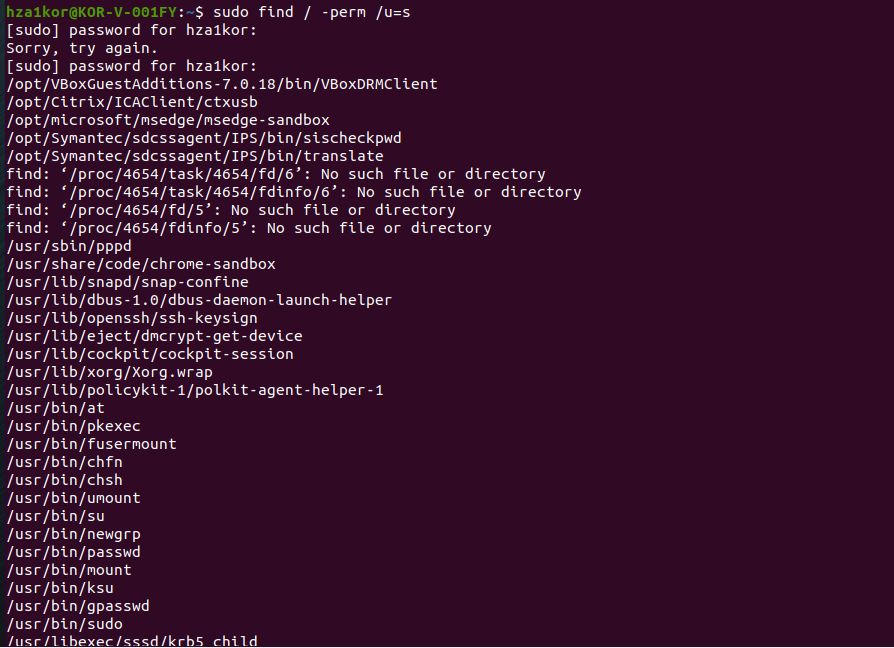 hza1kor@KOR-V-001FY:~$ sudo find / -perm /u=s
[sudo] password for hza1kor:
Sorry, try again.
[sudo] password for hza1kor:
/opt/VBoxGuestAdditions-7.0.18/bin/VBoxDRMClient
/opt/Citrix/ICAClient/ctxusb
/opt/microsoft/msedge/msedge-sandbox
/opt/Symantec/sdcssagent/IPS/bin/sischeckpwd
/opt/Symantec/sdcssagent/IPS/bin/translate
find: ‘/proc/4654/task/4654/fd/6’: No such file or directory
find: ‘/proc/4654/task/4654/fdinfo/6’: No such file or directory
find: ‘/proc/4654/fd/5’: No such file or directory
find: ‘/proc/4654/fdinfo/5’: No such file or directory
/usr/sbin/pppd
/usr/share/code/chrome-sandbox
/usr/lib/snapd/snap-confine
/usr/lib/dbus-1.0/dbus-daemon-launch-helper
/usr/lib/openssh/ssh-keysign
/usr/lib/eject/dmcrypt-get-device
/usr/lib/cockpit/cockpit-session
/usr/lib/xorg/Xorg.wrap
/usr/lib/policykit-1/polkit-agent-helper-1
/usr/bin/at
/usr/bin/pkexec
/usr/bin/fusermount
/usr/bin/chfn
/usr/bin/chsh
/usr/bin/umount
/usr/bin/su
/usr/bin/newgrp
/usr/bin/passwd
/usr/bin/mount
/usr/bin/ksu
/usr/bin/gpasswd
/usr/bin/sudo
/usr/libexec/sssd/krb5_child